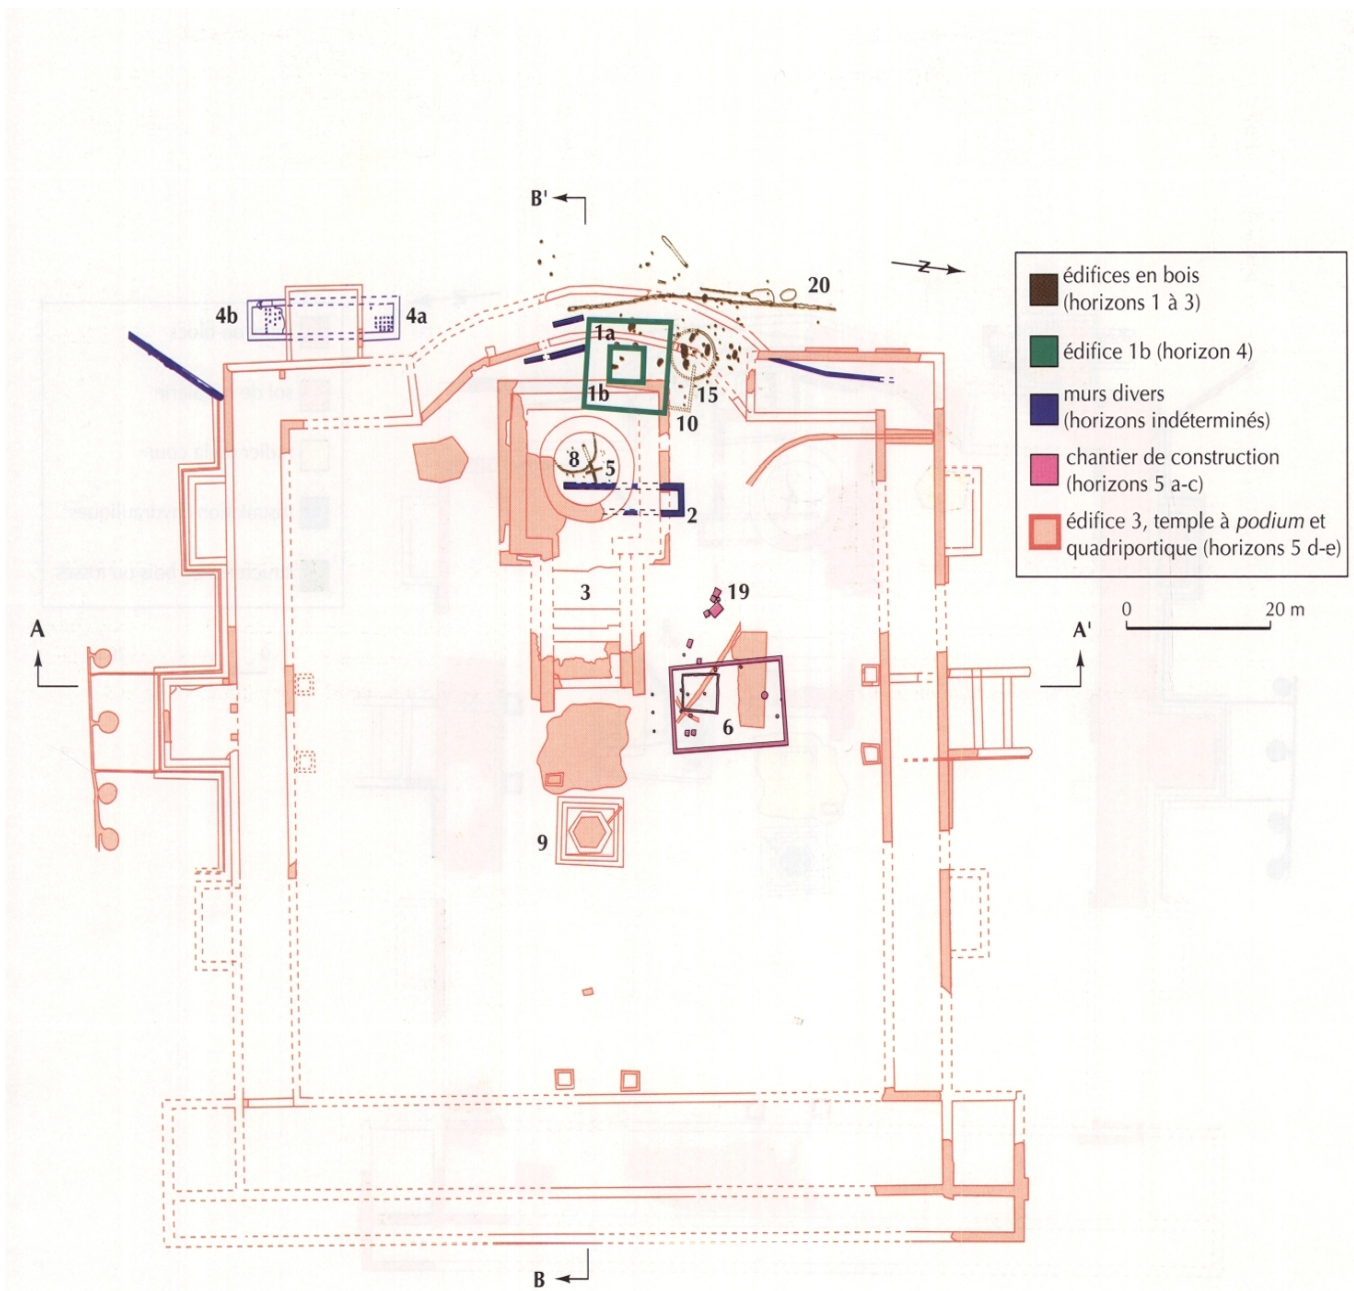 B'
N
20
4b
4a
1a
1b
15
10
8
5
2
3
19
A
A'
6
9
B
édifices en bois
(horizons 1 à 3)
édifice 1b (horizon 4)
murs divers
(horizons indéterminés)
chantier de construction
(horizons 5 a-c)
édifice 3, temple à podium et
quadriportique (horizons 5 d-e)
0 20 m